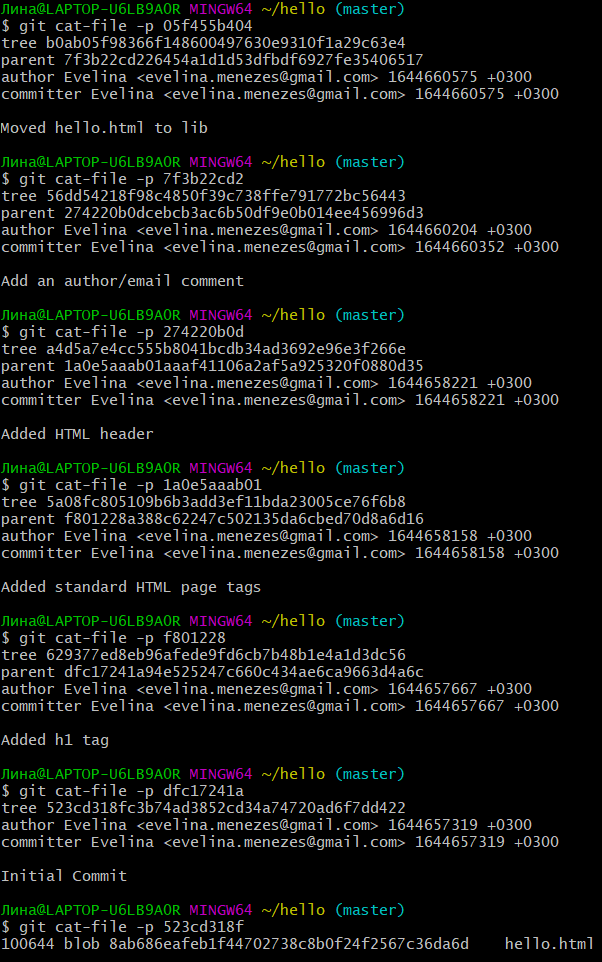 Лина@LAPTOP-U6LB9AOR MINGW64 ~/hello (master)
$ git cat-file -p 05f455b404
tree b0ab05f98366f148600497630e9310f1a29c63e4
parent 7f3b22cd226454a1d1d53dfbdf6927fe35406517
author Evelina <evelina.menezes@gmail.com> 1644660575 +0300
committer Evelina <evelina.menezes@gmail.com> 1644660575 +0300

Moved hello.html to lib

Лина@LAPTOP-U6LB9AOR MINGW64 ~/hello (master)
$ git cat-file -p 7f3b22cd2
tree 56dd54218f98c4850f39c738ffe791772bc56443
parent 274220b0dcebcb3ac6b50df9e0b014ee456996d3
author Evelina <evelina.menezes@gmail.com> 1644660204 +0300
committer Evelina <evelina.menezes@gmail.com> 1644660352 +0300

Add an author/email comment

Лина@LAPTOP-U6LB9AOR MINGW64 ~/hello (master)
$ git cat-file -p 274220b0d
tree a4d5a7e4cc555b8041bcdb34ad3692e96e3f266e
parent 1a0e5aaab01aaaf41106a2af5a925320f0880d35
author Evelina <evelina.menezes@gmail.com> 1644658221 +0300
committer Evelina <evelina.menezes@gmail.com> 1644658221 +0300

Added HTML header

Лина@LAPTOP-U6LB9AOR MINGW64 ~/hello (master)
$ git cat-file -p 1a0e5aaab01
tree 5a08fc805109b6b3add3ef11bda23005ce76f6b8
parent f801228a388c62247c502135da6cbed70d8a6d16
author Evelina <evelina.menezes@gmail.com> 1644658158 +0300
committer Evelina <evelina.menezes@gmail.com> 1644658158 +0300

Added standard HTML page tags

Лина@LAPTOP-U6LB9AOR MINGW64 ~/hello (master)
$ git cat-file -p f801228
tree 629377ed8eb96afede9fd6cb7b48b1e4a1d3dc56
parent dfc17241a94e525247c660c434ae6ca9663d4a6c
author Evelina <evelina.menezes@gmail.com> 1644657667 +0300
committer Evelina <evelina.menezes@gmail.com> 1644657667 +0300

Added h1 tag

Лина@LAPTOP-U6LB9AOR MINGW64 ~/hello (master)
$ git cat-file -p dfc17241a
tree 523cd318fc3b74ad3852cd34a74720ad6f7dd422
author Evelina <evelina.menezes@gmail.com> 1644657319 +0300
committer Evelina <evelina.menezes@gmail.com> 1644657319 +0300

Initial Commit

Лина@LAPTOP-U6LB9AOR MINGW64 ~/hello (master)
$ git cat-file -p 523cd318f
100644 blob 8ab686eafeb1f44702738c8b0f24f2567c36da6d    hello.html